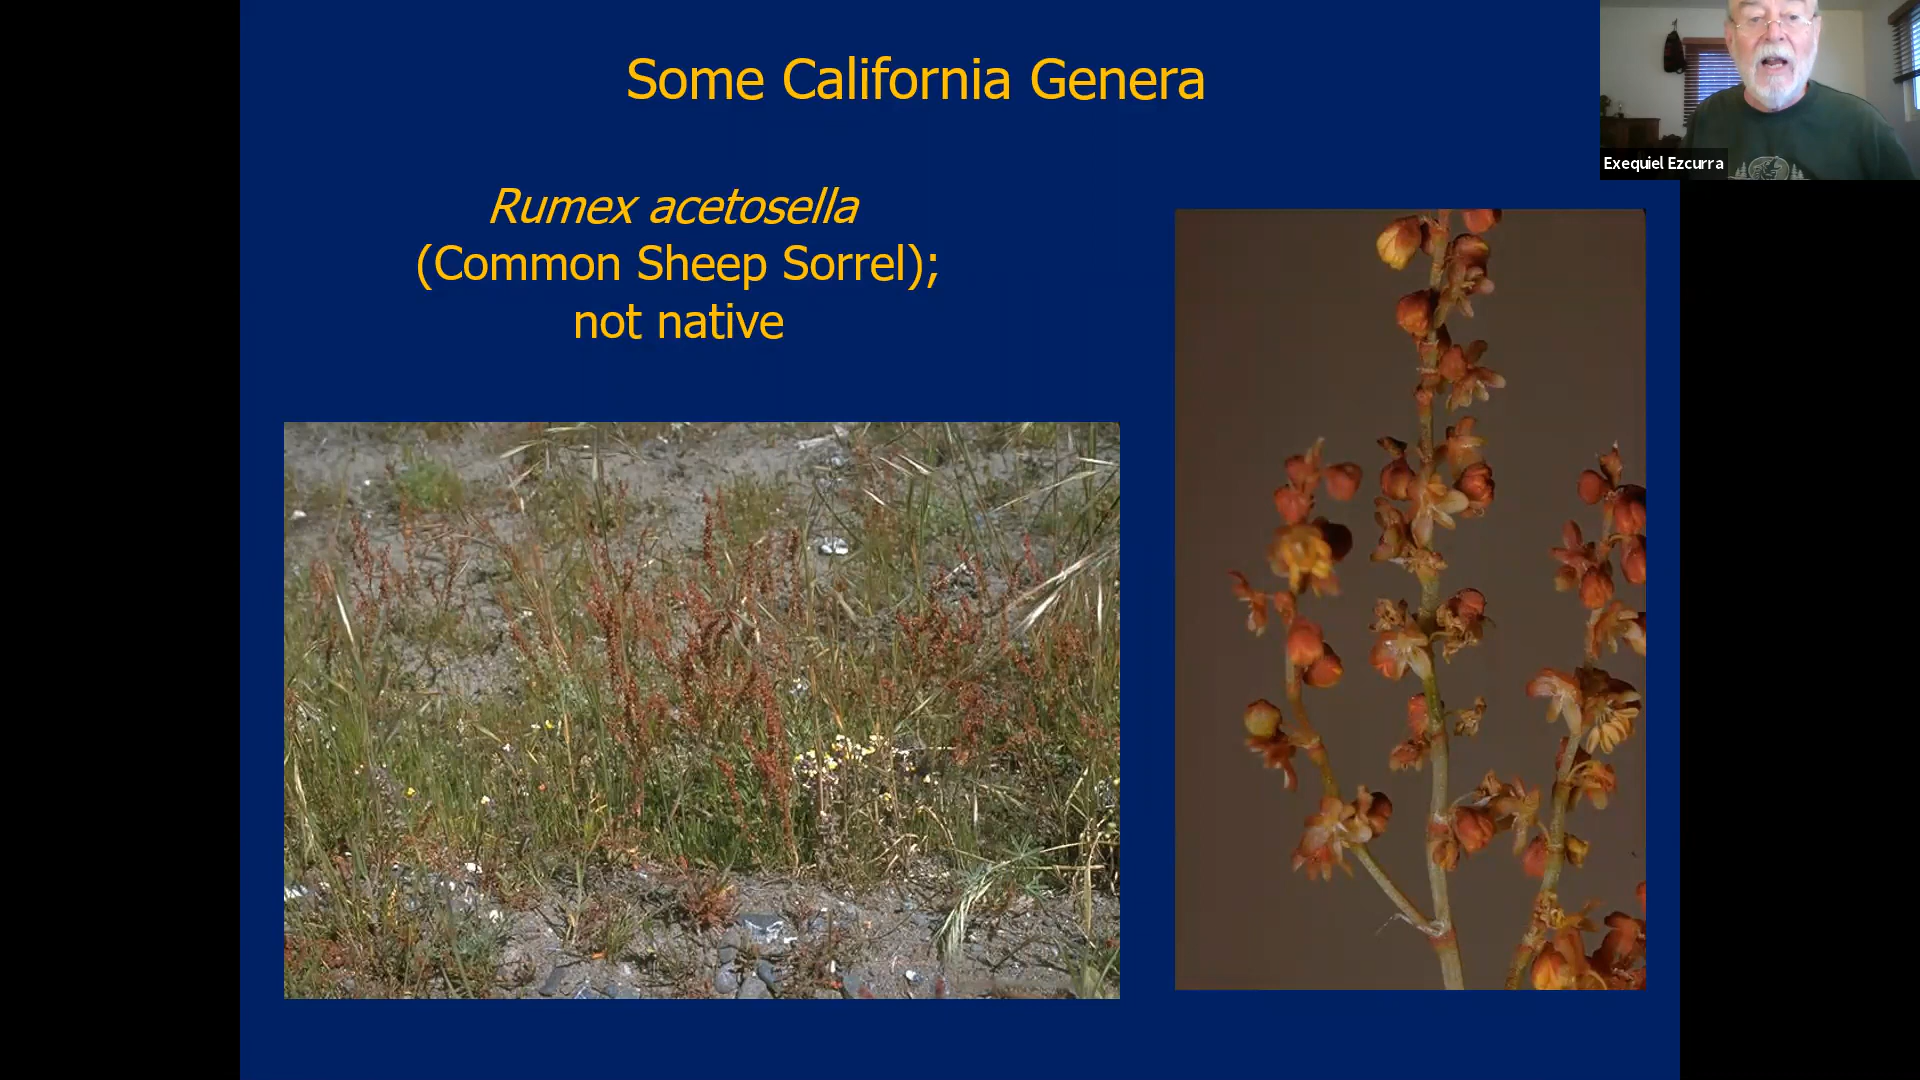 Some California Genera
Rumex acetosella
(Common Sheep Sorrel);
not native
Exequiel Ezcurra